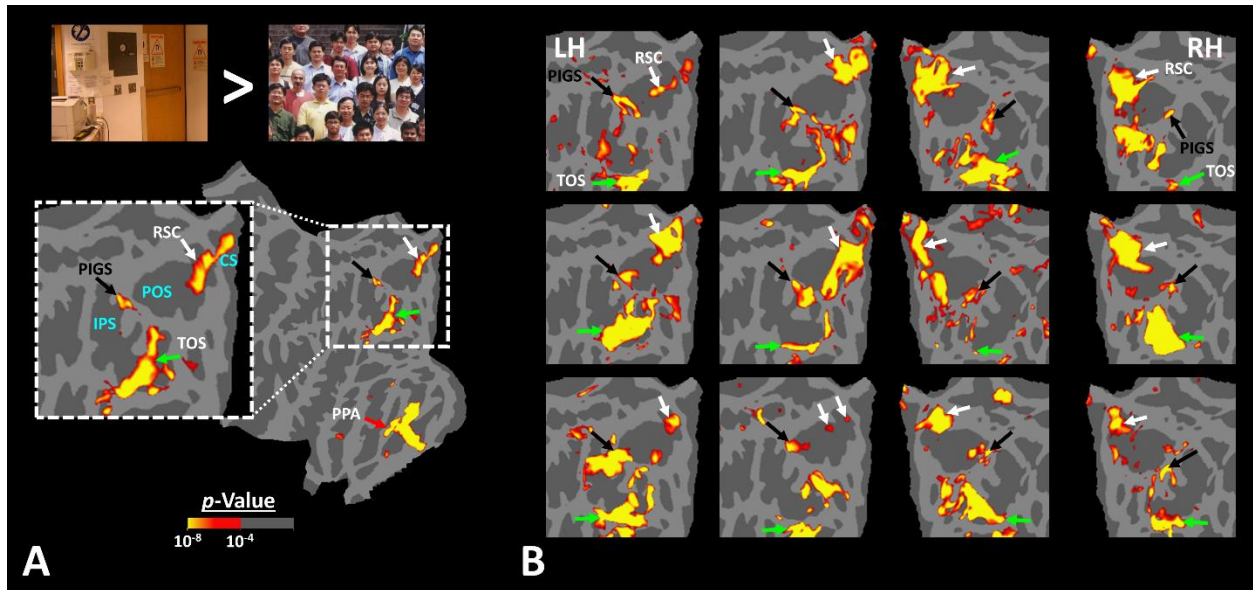 >
RSC
CS
PIGS
POS
IPS
TOS
PPA
p-Value
10-8
10-4
A
LH
RH
PIGS
RSC
RSC
PIGS
TOS
TOS
B